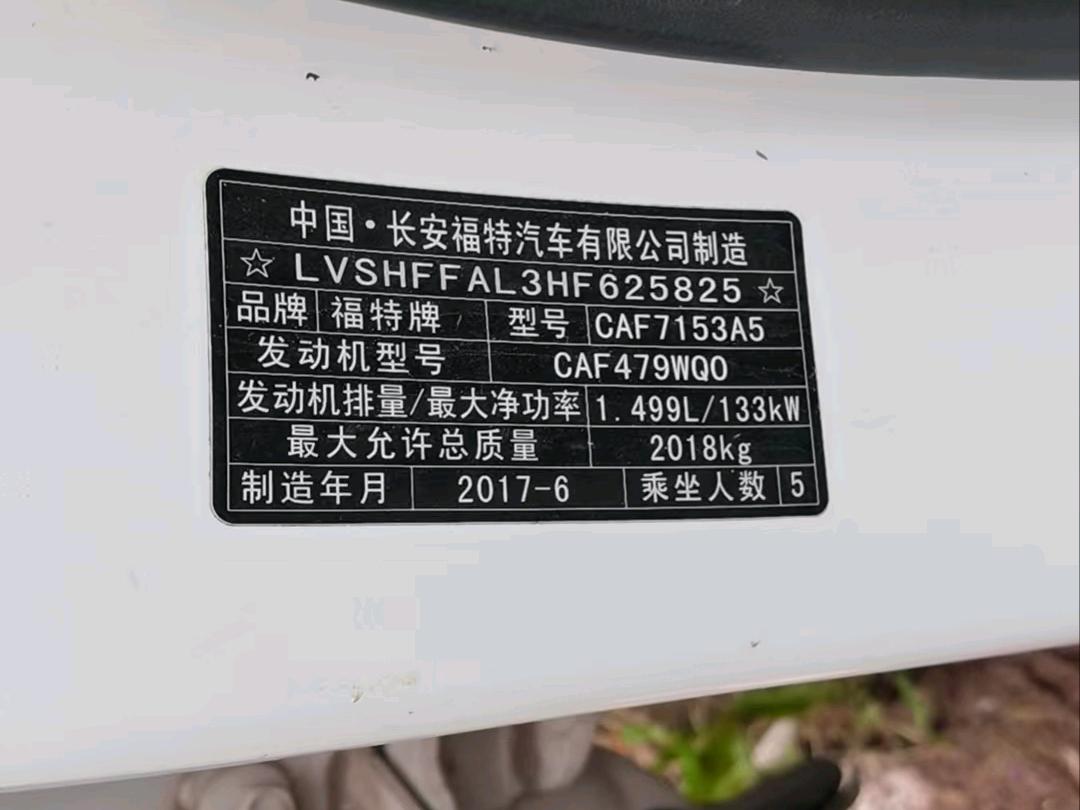 中国·长安福特汽车有限公司制造
☆ LVSHFFAL3HF625825 ☆
品牌 福特牌 型号 CAF7153A5
发动机型号 CAF479WQ0
发动机排量/最大净功率 1.499L/133kW
最大允许总质量 2018kg
制造年月 2017-6 乘坐人数 5